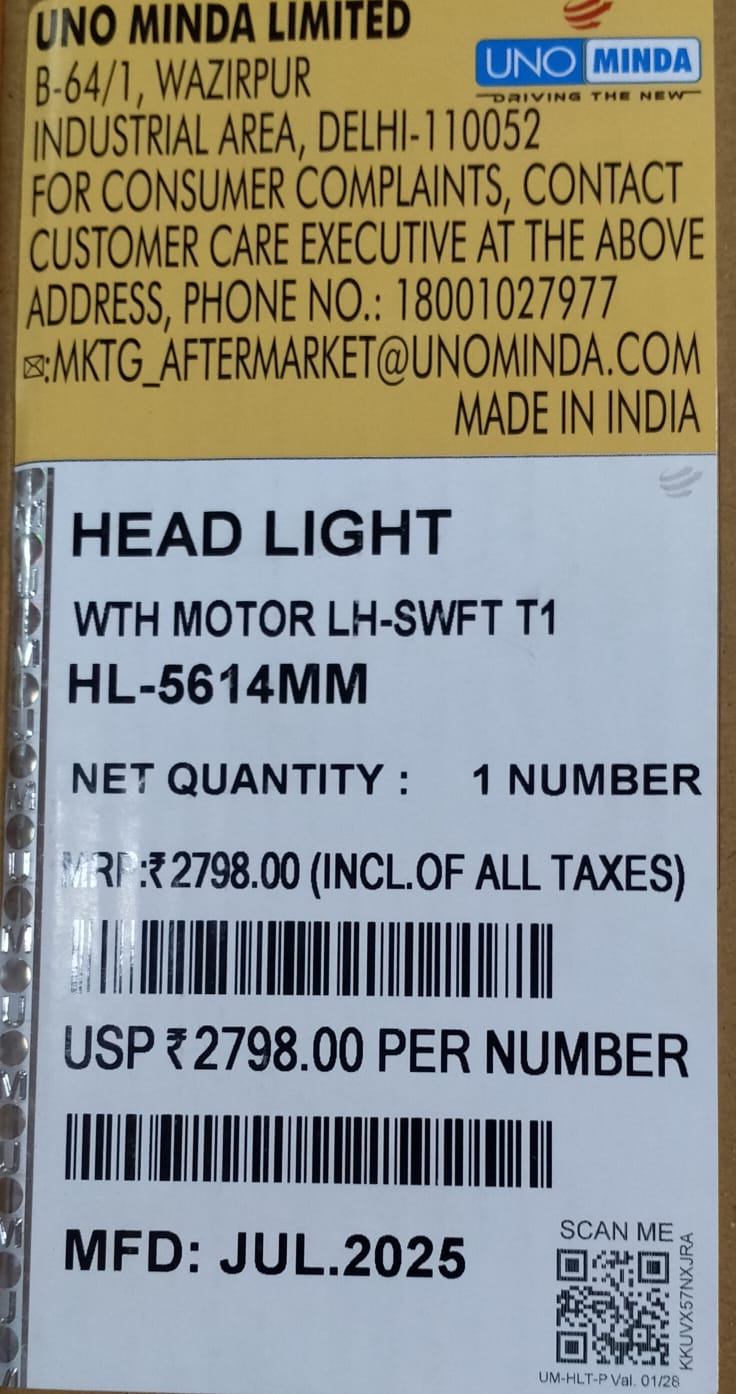 UNO MINDA LIMITED
B-64/1, WAZIRPUR
INDUSTRIAL AREA, DELHI-110052
FOR CONSUMER COMPLAINTS, CONTACT
CUSTOMER CARE EXECUTIVE AT THE ABOVE
ADDRESS, PHONE NO.: 18001027977
✉:MKTG_AFTERMARKET@UNOMINDA.COM
MADE IN INDIA
UNO MINDA
DRIVING THE NEW
HEAD LIGHT
WTH MOTOR LH-SWFT T1
HL-5614MM
NET QUANTITY : 1 NUMBER
MRP:₹2798.00 (INCL.OF ALL TAXES)
USP ₹2798.00 PER NUMBER
MFD: JUL.2025
SCAN ME
KKUVX57NXJRA
UM-HLT-P Val. 01/28